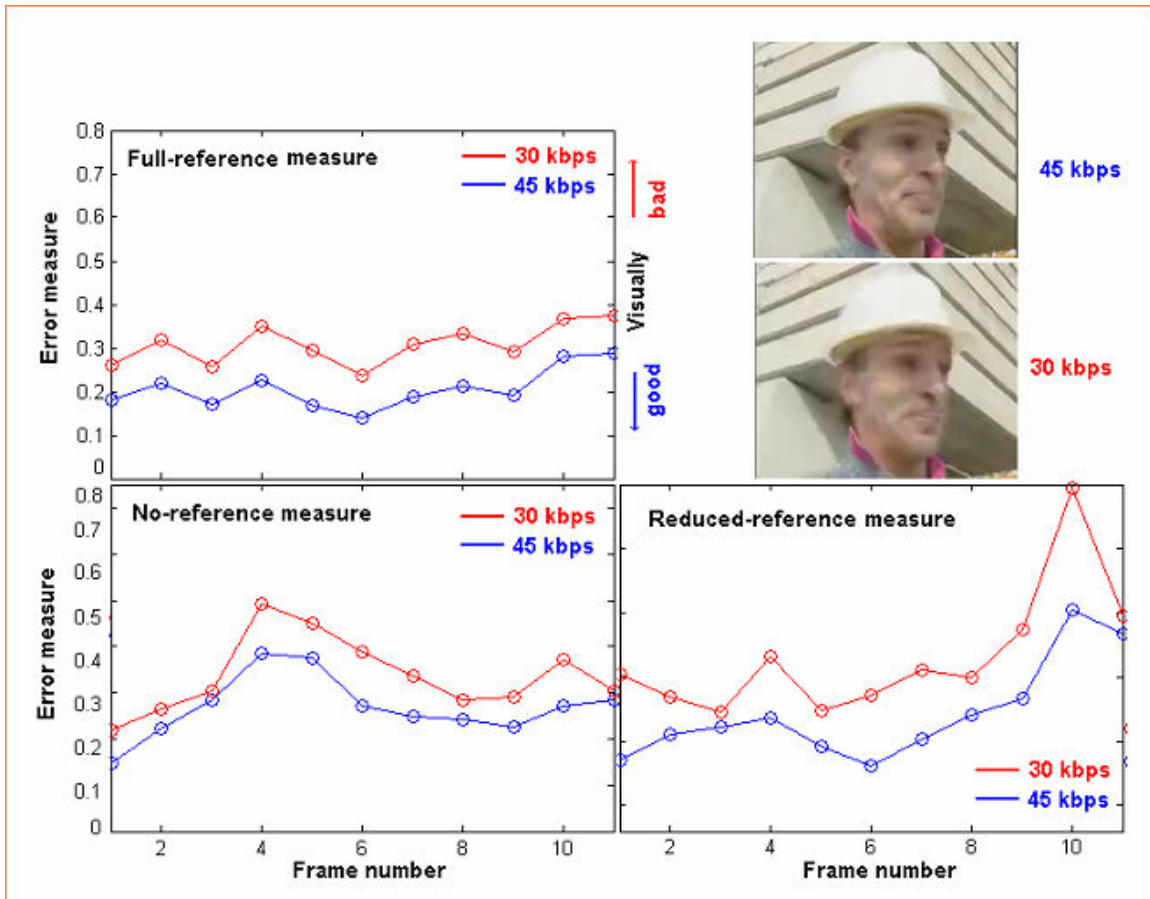 0.8
0.7
0.6
0.5
0.4
0.3
0.2
0.1
0
Error measure
Full-reference measure
30 kbps
45 kbps
bad
Visually
good
45 kbps
30 kbps
0.8
0.7
0.6
0.5
0.4
0.3
0.2
0.1
0
Error measure
No-reference measure
30 kbps
45 kbps
2 4 6 8 10
Frame number
Reduced-reference measure
30 kbps
45 kbps
2 4 6 8 10
Frame number